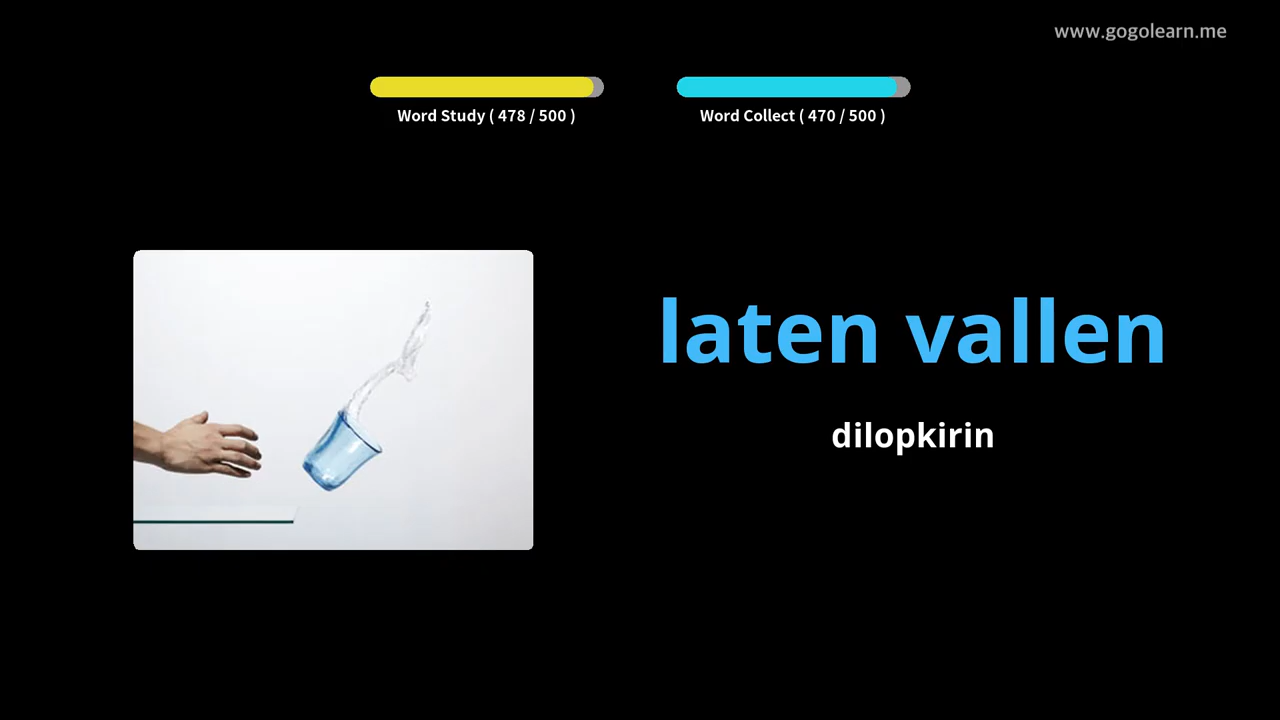 www.gogolearn.me
Word Study ( 478 / 500 )
Word Collect ( 470 / 500 )
laten vallen
dilopkirin